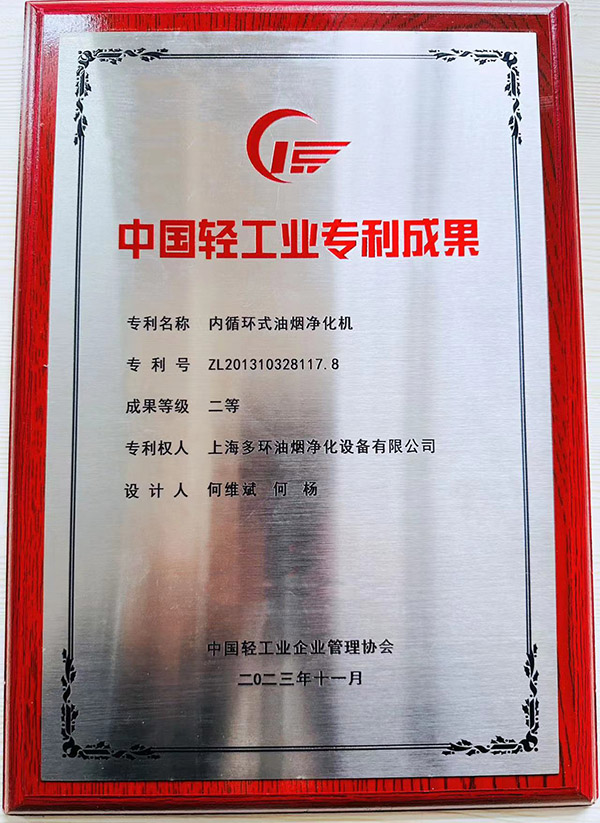 中国轻工业专利成果
专利名称 内循环式油烟净化机
专利号 ZL201310328117.8
成果等级 二等
专利权人 上海多环油烟净化设备有限公司
设计人 何维斌 何杨
中国轻工业企业管理协会
二〇二三年十一月